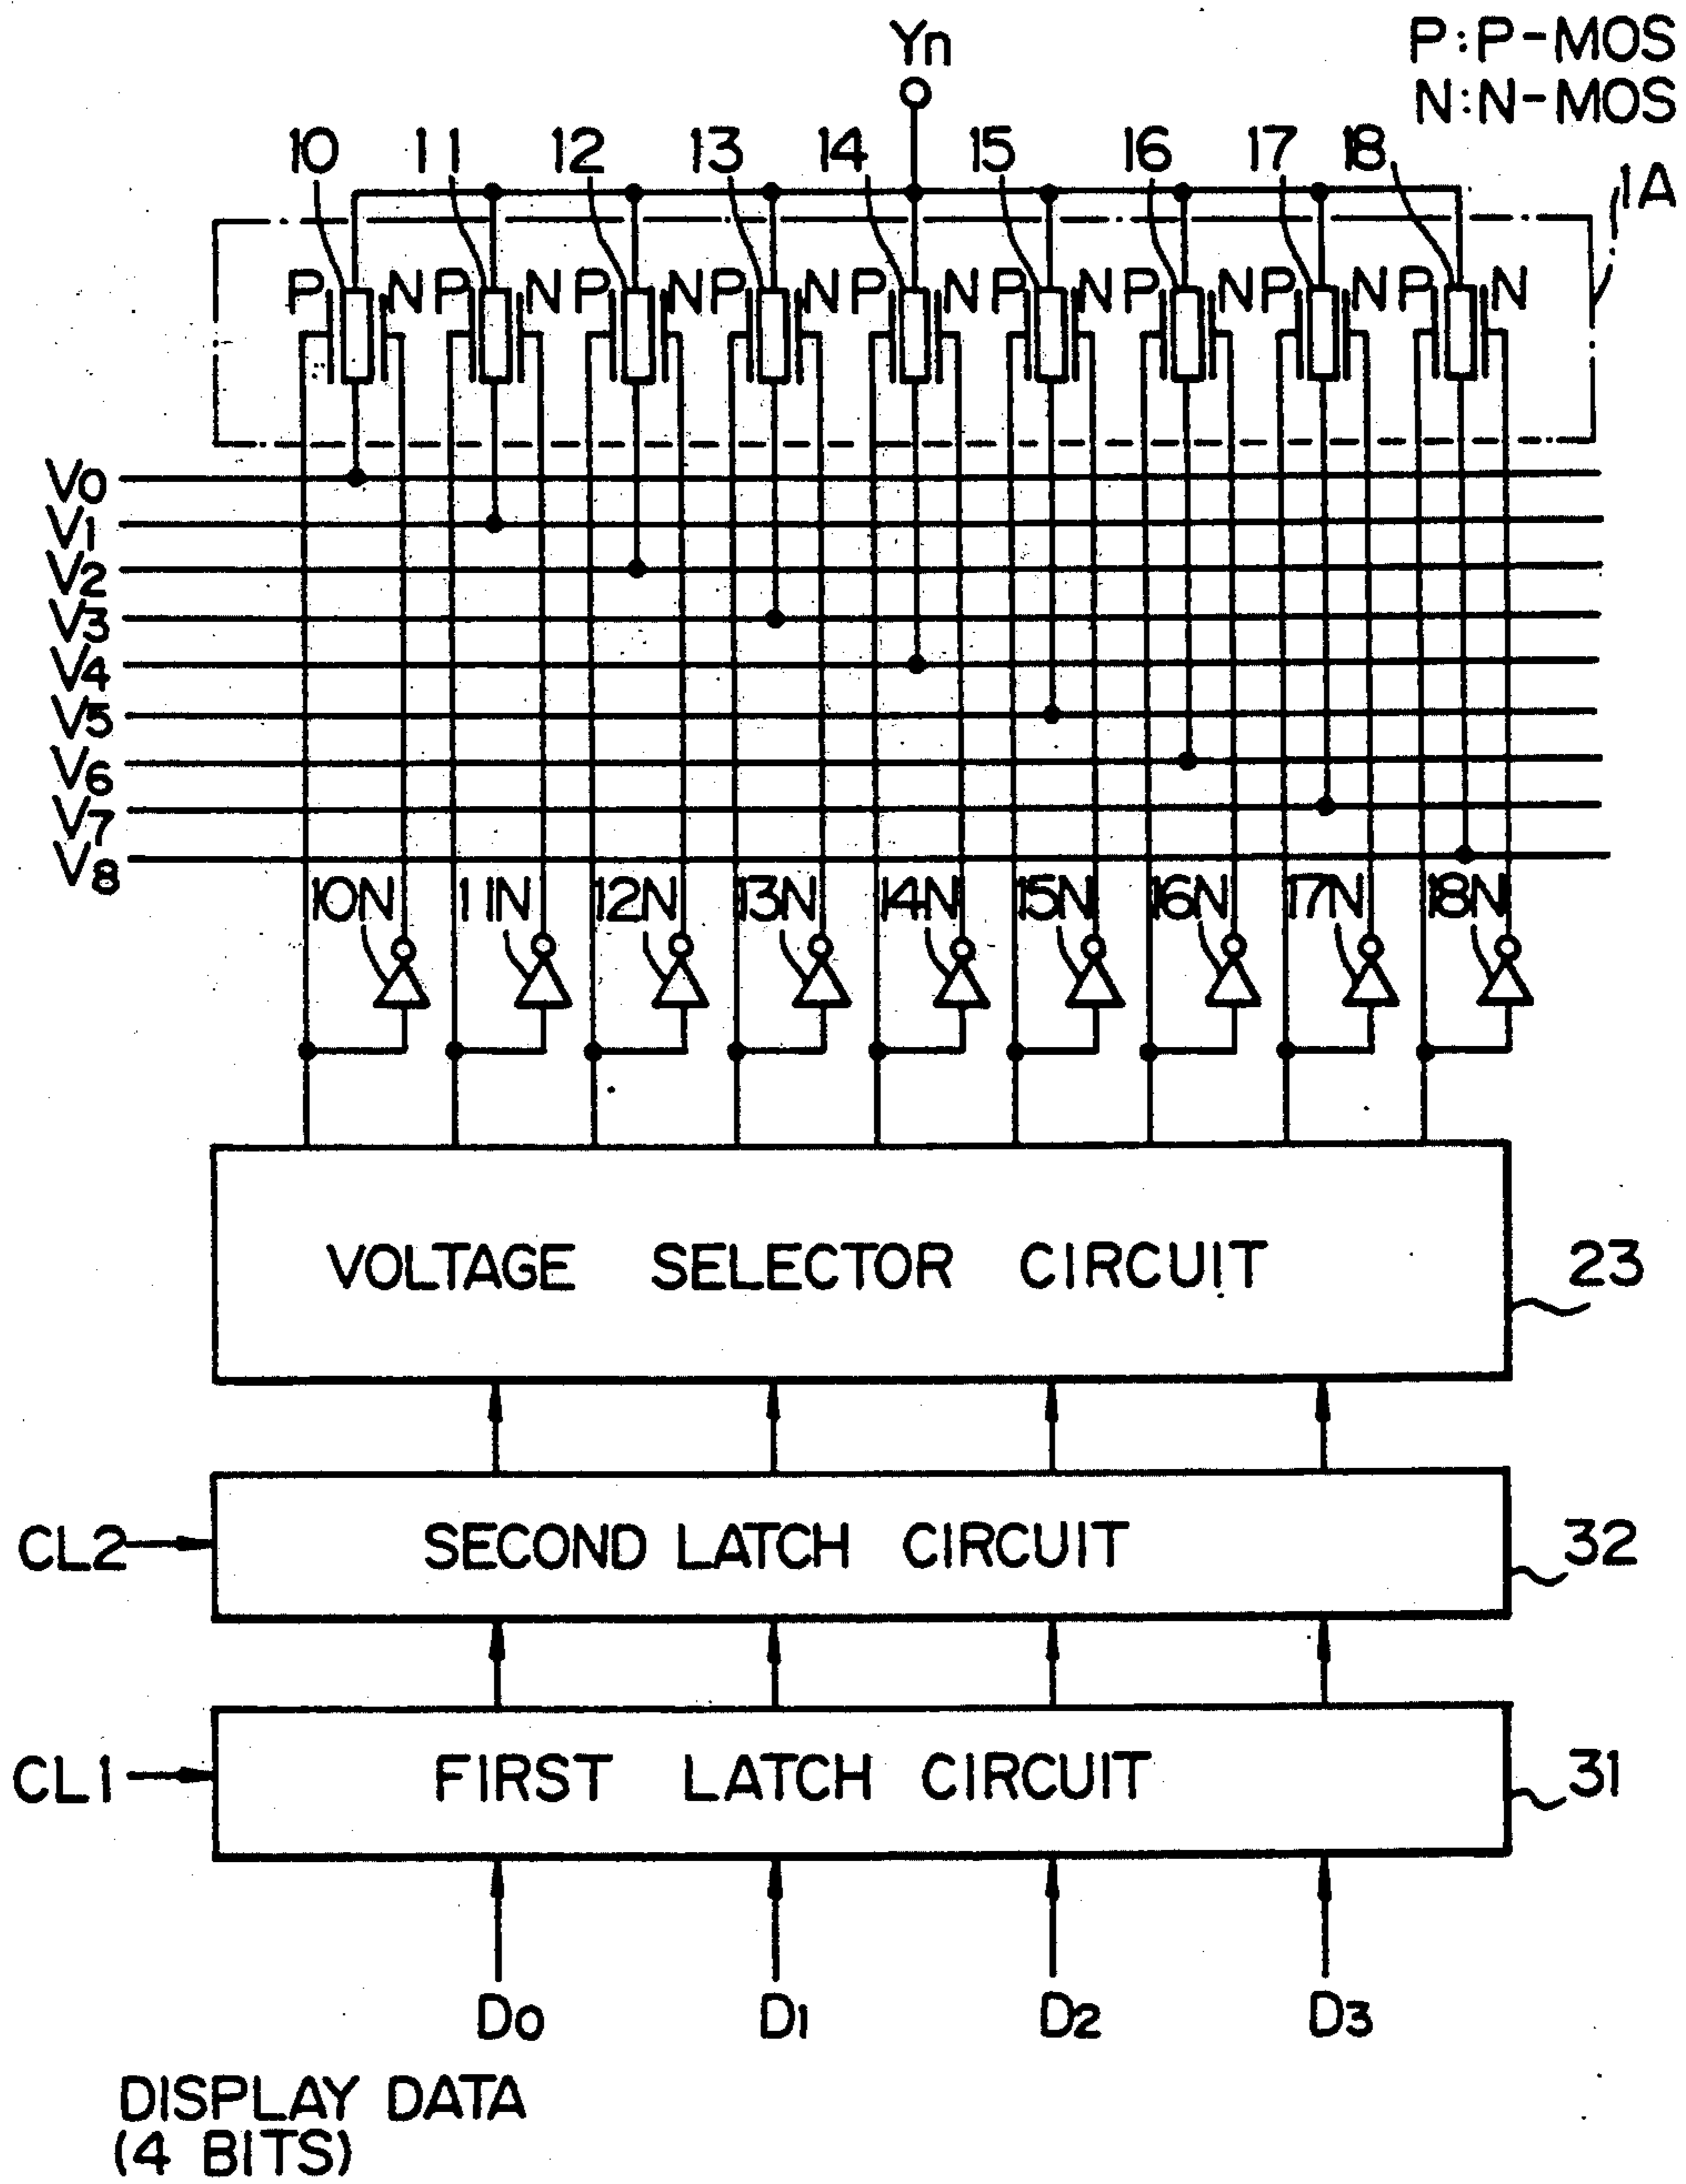 Yn
P:P-MOS
N:N-MOS
10 11 12 13 14 15 16 17 18
1A
P N P N P N P N P N P N P N P N P N
V0
V1
V2
V3
V4
V5
V6
V7
V8
10N 11N 12N 13N 14N 15N 16N 17N 18N
VOLTAGE SELECTOR CIRCUIT
23
CL2
SECOND LATCH CIRCUIT
32
CL1
FIRST LATCH CIRCUIT
31
D0 D1 D2 D3
DISPLAY DATA
(4 BITS)